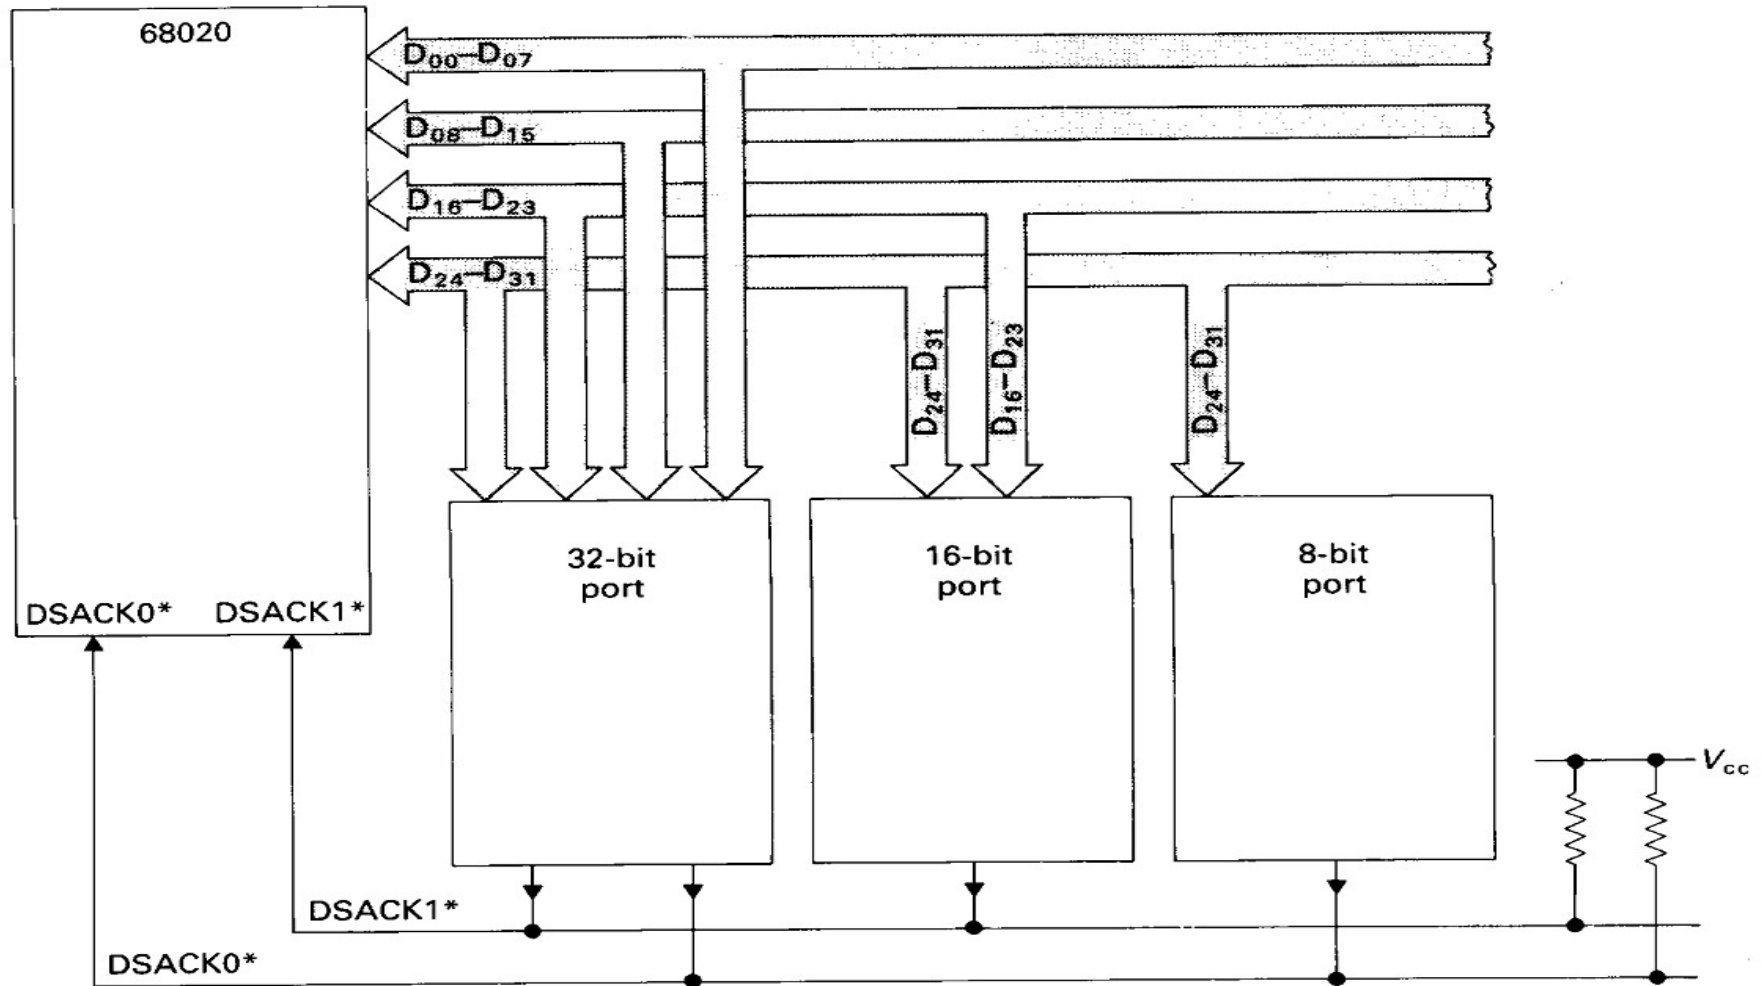 68020
D00–D07
D08–D15
D16–D23
D24–D31
D24–D31
D16–D23
D24–D31
32-bit
port
16-bit
port
8-bit
port
DSACK0* DSACK1*
Vcc
DSACK1*
DSACK0*